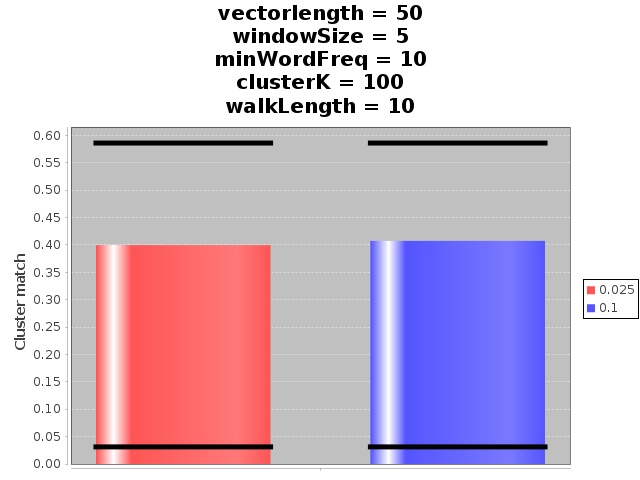 vectorlength = 50
windowSize = 5
minWordFreq = 10
clusterK = 100
walkLength = 10
0.60
0.55
0.50
0.45
0.40
0.35
0.30
0.25
0.20
0.15
0.10
0.05
0.00
Cluster match
0.025
0.1